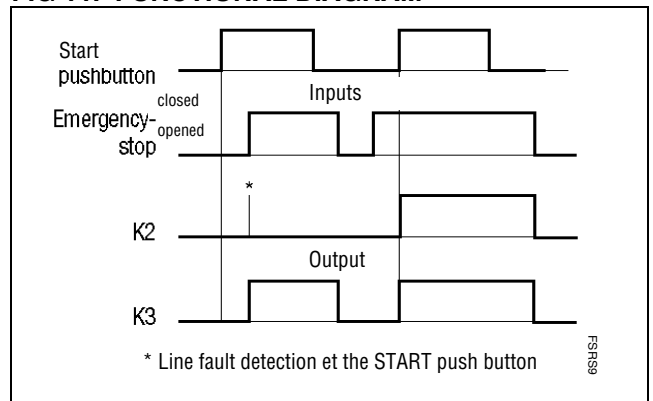 Start
pushbutton
Inputs
closed
Emergency-
opened
stop
*
K2
Output
K3
* Line fault detection et the START push button
FSRS9